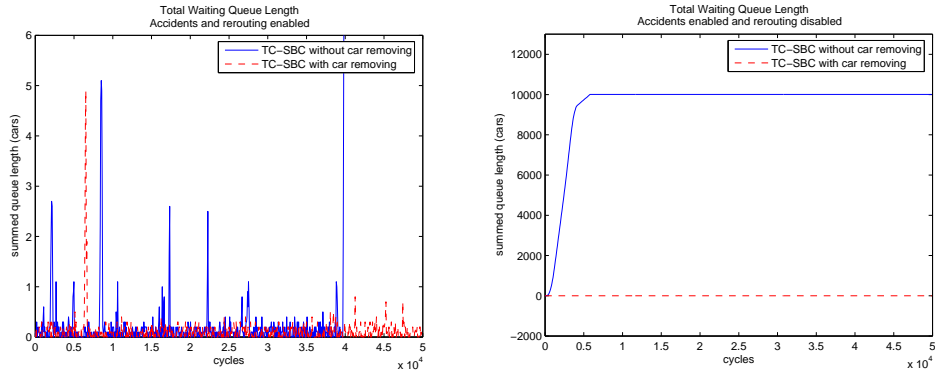 Total Waiting Queue Length
Accidents and rerouting enabled
TC−SBC without car removing
TC−SBC with car removing
summed queue length (cars)
6
5
4
3
2
1
0
0 0.5 1 1.5 2 2.5 3 3.5 4 4.5 5
cycles
x 10^4
Total Waiting Queue Length
Accidents enabled and rerouting disabled
TC−SBC without car removing
TC−SBC with car removing
summed queue length (cars)
12000
10000
8000
6000
4000
2000
0
−2000
0 0.5 1 1.5 2 2.5 3 3.5 4 4.5 5
cycles
x 10^4